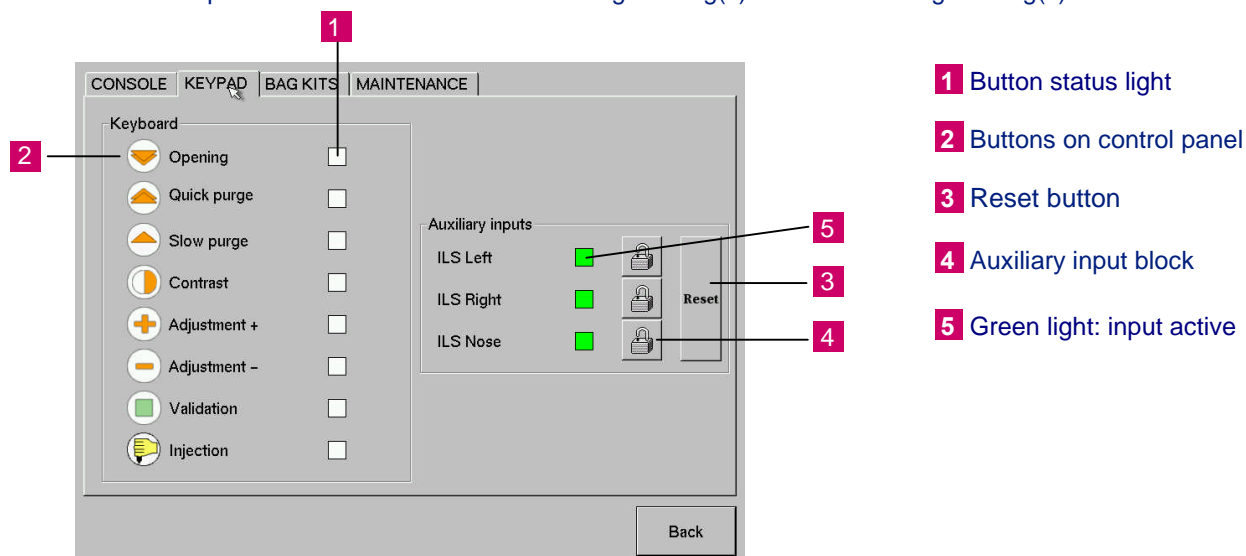 1
CONSOLE KEYPAD BAG KITS MAINTENANCE
Keyboard
2
Opening
Quick purge
Slow purge
Contrast
Adjustment +
Adjustment –
Validation
Injection
Auxiliary inputs
ILS Left
ILS Right
ILS Nose
Reset
5
3
4
Back
1 Button status light
2 Buttons on control panel
3 Reset button
4 Auxiliary input block
5 Green light: input active